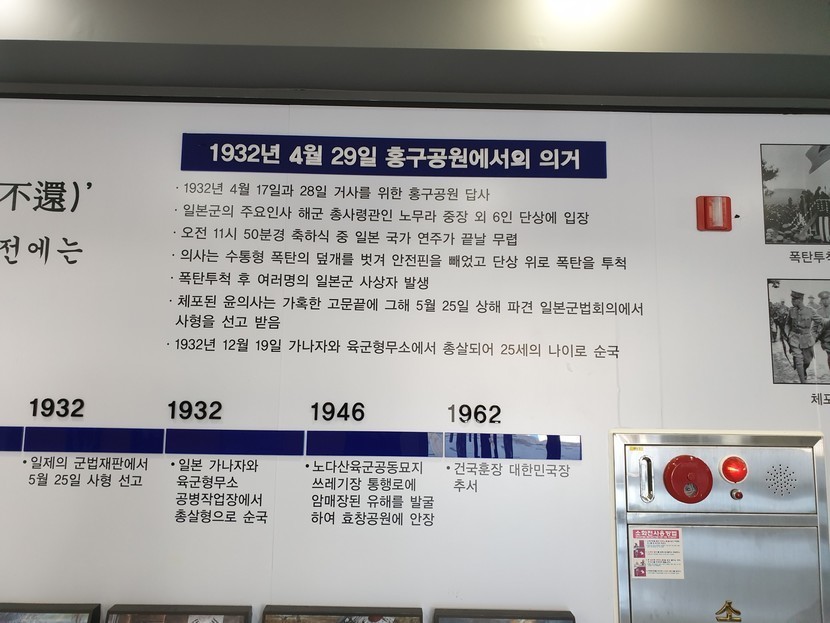 1932년 4월 29일 홍구공원에서의 의거
不還)'
전에는
· 1932년 4월 17일과 28일 거사를 위한 홍구공원 답사
· 일본군의 주요인사 해군 총사령관인 노무라 중장 외 6인 단상에 입장
· 오전 11시 50분경 축하식 중 일본 국가 연주가 끝날 무렵
· 의사는 수통형 폭탄의 덮개를 벗겨 안전핀을 빼었고 단상 위로 폭탄을 투척
· 폭탄투척 후 여러명의 일본군 사상자 발생
· 체포된 윤의사는 가혹한 고문끝에 그해 5월 25일 상해 파견 일본군법회의에서
사형을 선고 받음
· 1932년 12월 19일 가나자와 육군형무소에서 총살되어 25세의 나이로 순국
폭탄투척
체포
1932
• 일제의 군법재판에서
5월 25일 사형 선고
1932
• 일본 가나자와
육군형무소
공병작업장에서
총살형으로 순국
1946
• 노다산육군공동묘지
쓰레기장 통행로에
암매장된 유해를 발굴
하여 효창공원에 안장
1962
• 건국훈장 대한민국장
추서
소화전사용방법
소